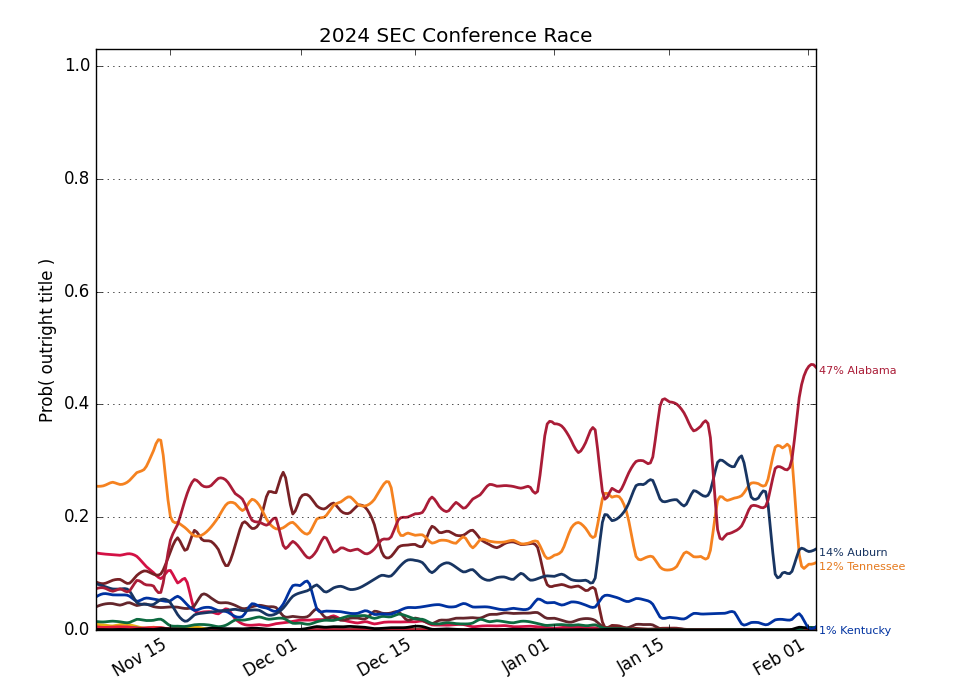 2024 SEC Conference Race
Prob( outright title )
1.0
0.8
0.6
0.4
0.2
0.0
47% Alabama
14% Auburn
12% Tennessee
1% Kentucky
Nov 15
Dec 01
Dec 15
Jan 01
Jan 15
Feb 01